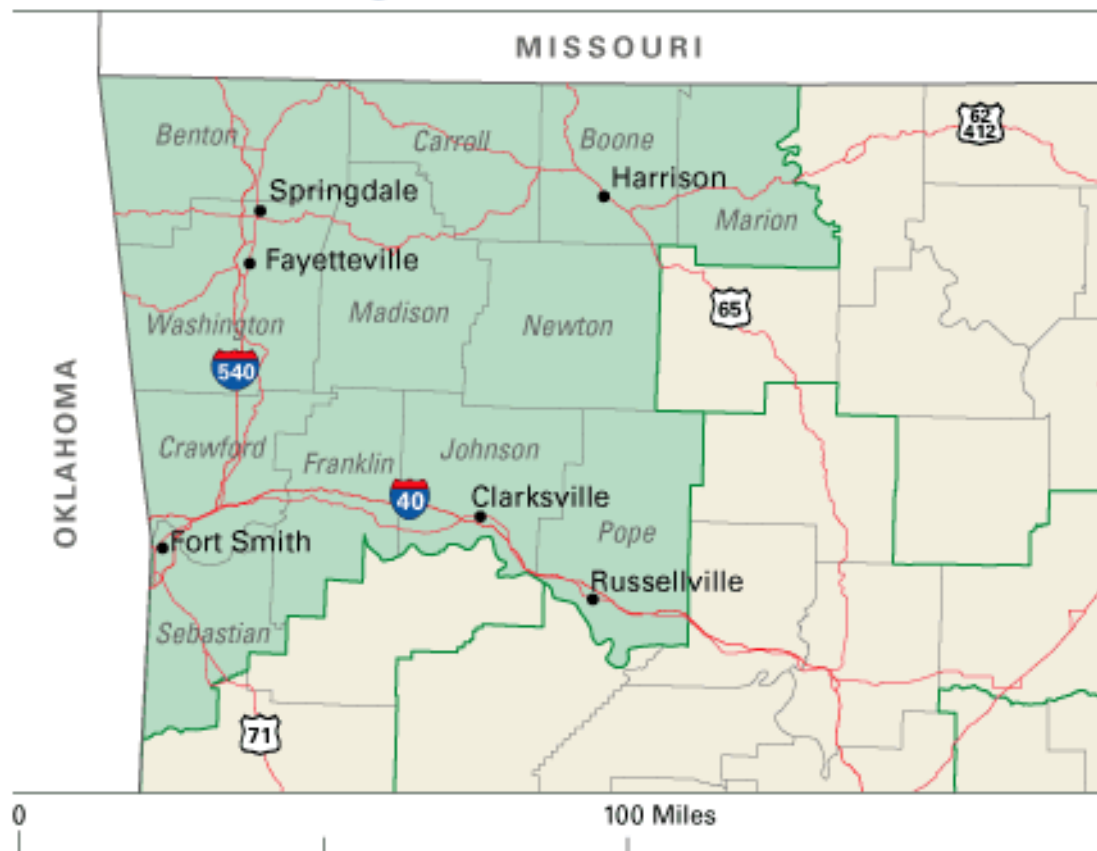 MISSOURI
Benton
Carroll
Boone
62
412
Springdale
Harrison
Marion
Fayetteville
Washington
Madison
Newton
65
540
OKLAHOMA
Crawford
Franklin
Johnson
40
Clarksville
Pope
Fort Smith
Russellville
Sebastian
71
0
100 Miles